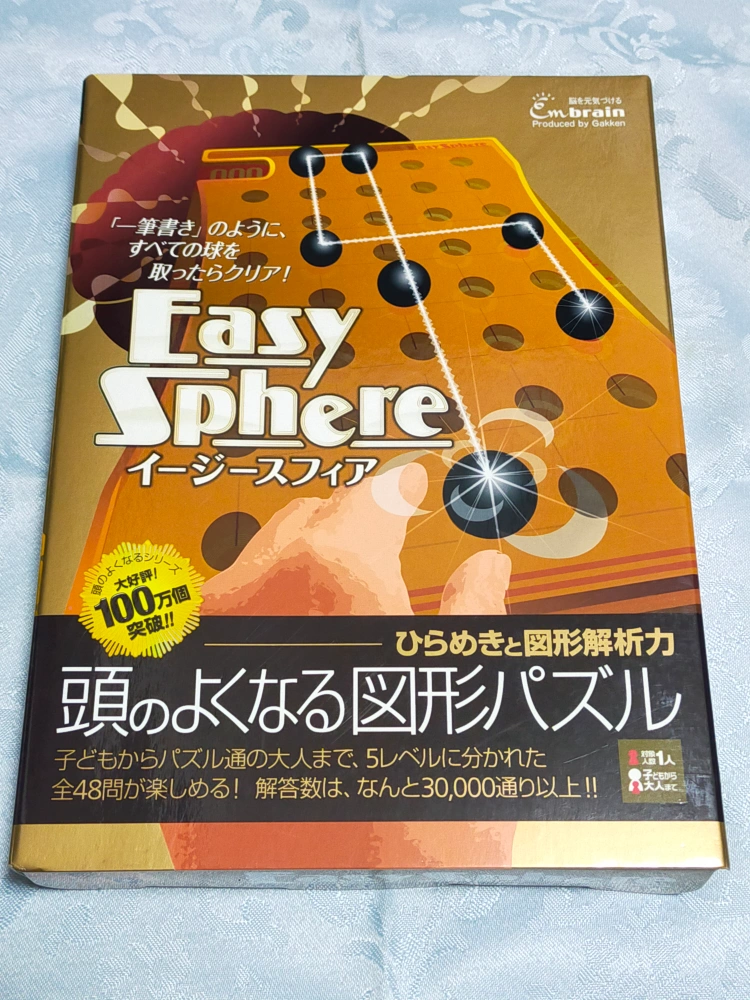 脳を元気づける
Embrain
Produced by Gakken
Easy Sphere
「一筆書き」のように、
すべての球を
取ったらクリア!
Easy
Sphere
イージースフィア
頭のよくなるシリーズ
大好評!
100万個
突破!!
ひらめきと図形解析力
頭のよくなる図形パズル
子どもからパズル通の大人まで、5レベルに分かれた
全48問が楽しめる! 解答数は、なんと30,000通り以上!!
対象
人数 1人
子どもから
大人まで